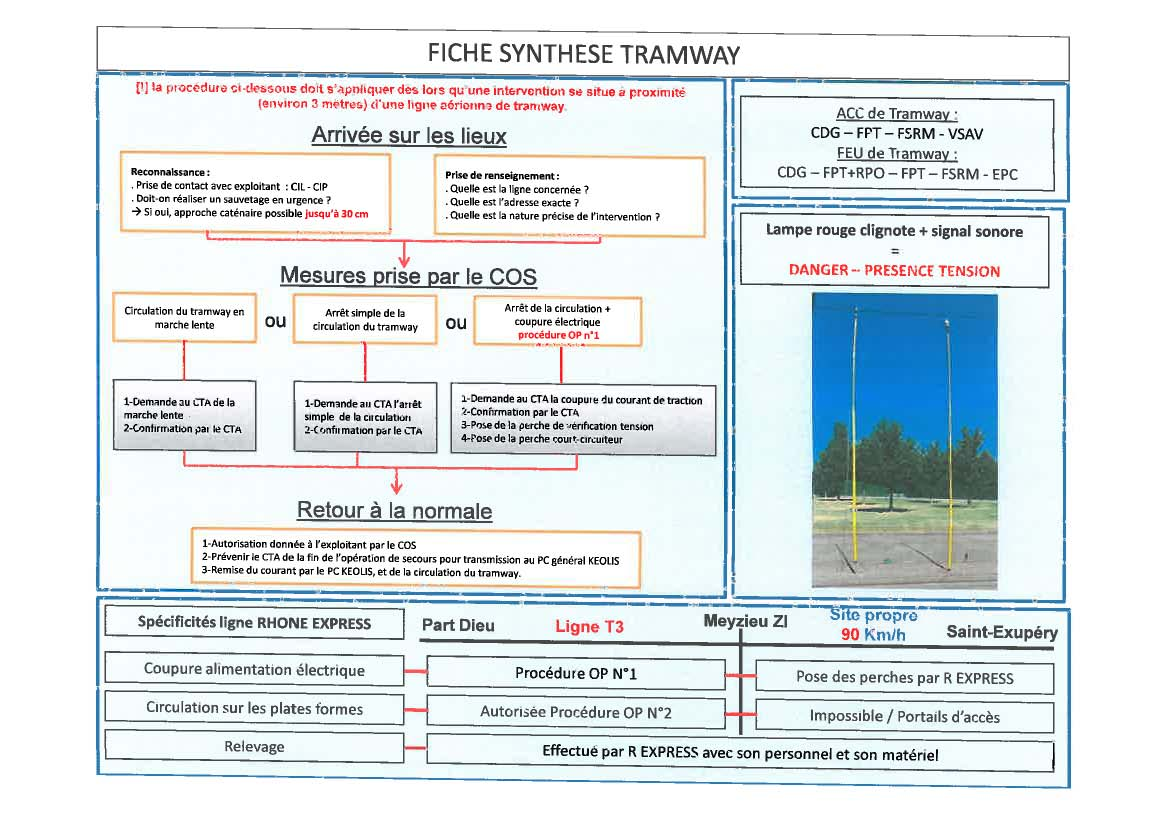 FICHE SYNTHESE TRAMWAY
[!] la procédure ci-dessous doit s'appliquer des lors qu'une intervention se situe à proximité
(environ 3 mètres) d'une ligne aérienne de tramway.
Arrivée sur les lieux
Reconnaissance :
. Prise de contact avec exploitant : CIL - CIP
. Doit-on réaliser un sauvetage en urgence ?
→ Si oui, approche caténaire possible jusqu'à 30 cm
Prise de renseignement :
. Quelle est la ligne concernée ?
. Quelle est l'adresse exacte ?
. Quelle est la nature précise de l'intervention ?
Mesures prise par le COS
Circulation du tramway en
marche lente
ou
Arrêt simple de la
circulation du tramway
ou
Arrêt de la circulation +
coupure électrique
procédure OP n°1
1-Demande au CTA de la
marche lente
2-Confirmation par le CTA
1-Demande au CTA l'arrêt
simple de la circulation
2-Confirmation par le CTA
1-Demande au CTA la coupure du courant de traction
2-Confirmation par le CTA
3-Pose de la perche de vérification tension
4-Pose de la perche court-circuiteur
Retour à la normale
1-Autorisation donnée à l'exploitant par le COS
2-Prévenir le CTA de la fin de l'opération de secours pour transmission au PC général KEOLIS
3-Remise du courant par le PC KEOLIS, et de la circulation du tramway.
ACC de Tramway :
CDG – FPT – FSRM - VSAV
FEU de Tramway :
CDG – FPT+RPO – FPT – FSRM - EPC
Lampe rouge clignote + signal sonore
=
DANGER – PRESENCE TENSION
Spécificités ligne RHONE EXPRESS
Part Dieu
Ligne T3
Meyzieu ZI
Site propre
90 Km/h
Saint-Exupéry
Coupure alimentation électrique
Procédure OP N°1
Pose des perches par R EXPRESS
Circulation sur les plates formes
Autorisée Procédure OP N°2
Impossible / Portails d'accès
Relevage
Effectué par R EXPRESS avec son personnel et son matériel